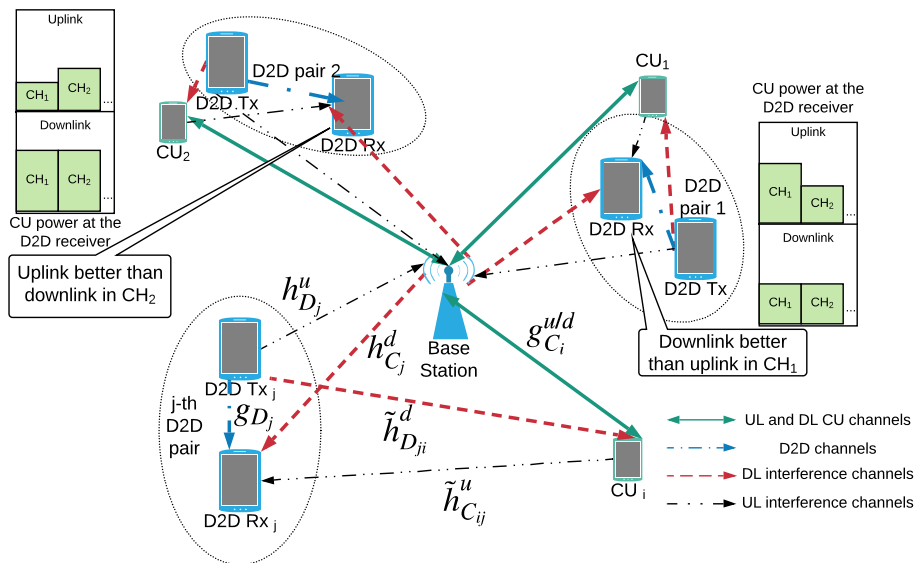 Uplink
CH1
CH2
...
Downlink
CH1
CH2
...
CU power at the
D2D receiver
Uplink better than
downlink in CH2
D2D pair 2
D2D Tx
D2D Rx
CU2
CU1
D2D
pair 1
D2D Rx
D2D Tx
CU power at the
D2D receiver
Uplink
CH1
CH2
...
Downlink
CH1
CH2
...
Downlink better
than uplink in CH1
Base
Station
h^u_{D_j}
h^d_{C_j}
g^{u/d}_{C_i}
D2D Tx j
j-th
D2D
pair
g_{D_j}
h̃^d_{D_{ji}}
D2D Rx j
h̃^u_{C_{ij}}
CU i
UL and DL CU channels
D2D channels
DL interference channels
UL interference channels